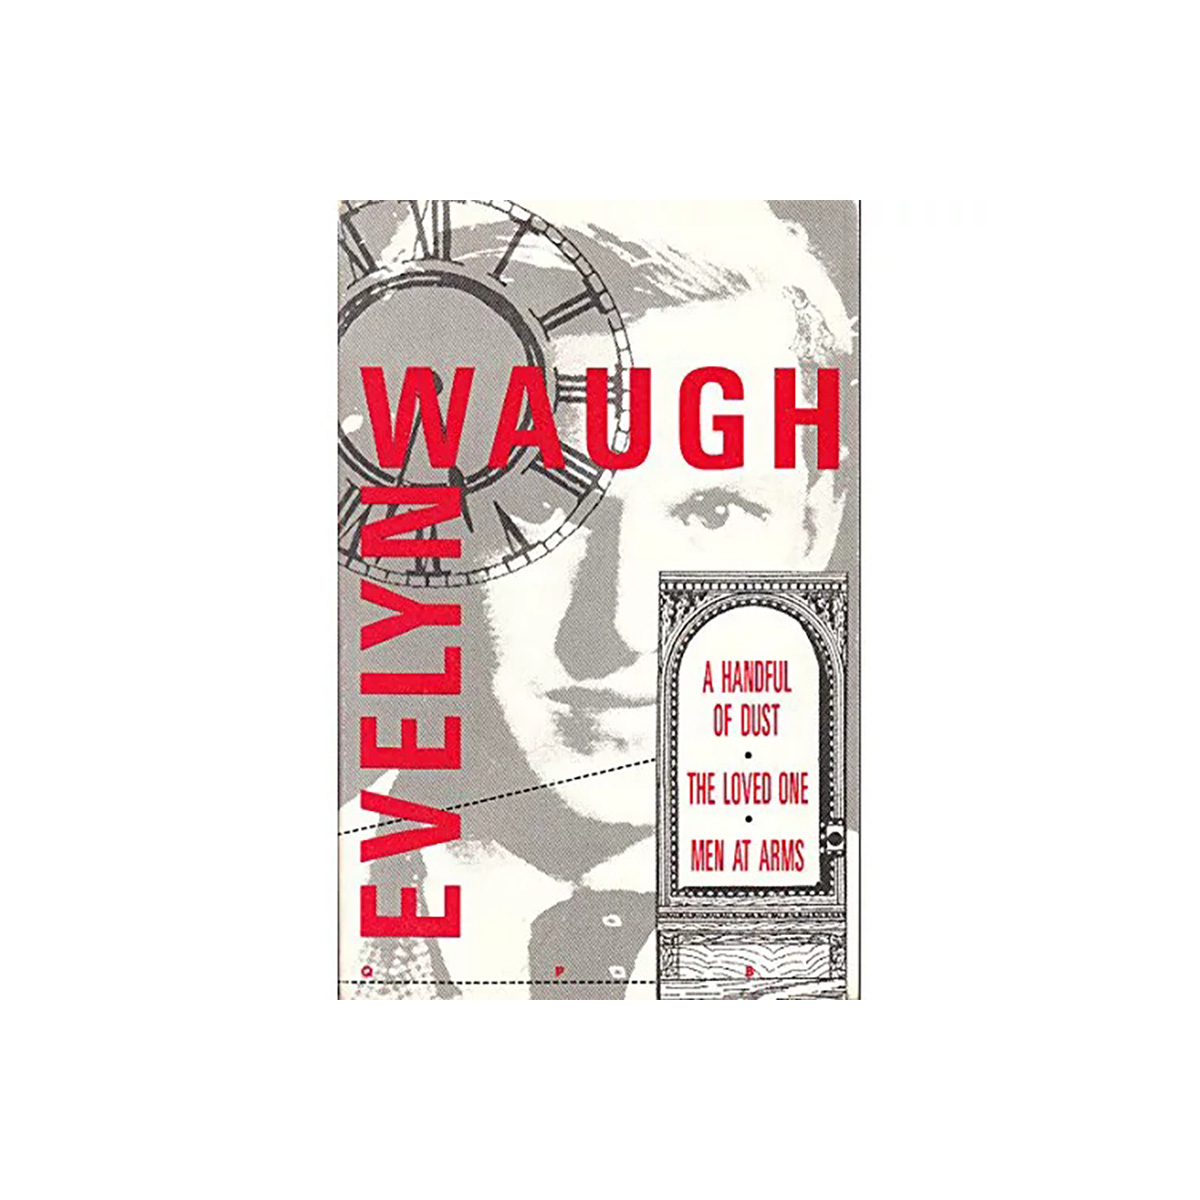 EVELYN
WAUGH
A HANDFUL
OF DUST
•
THE LOVED ONE
•
MEN AT ARMS
Q P B